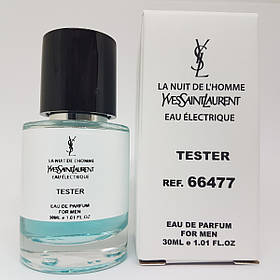 YSL
LA NUIT DE L'HOMME
YVESSAINTLAURENT
EAU ÉLECTRIQUE
TESTER
EAU DE PARFUM
FOR MEN
30ML e 1.01 FL.OZ
YSL
LA NUIT DE L'HOMME
YVESSAINTLAURENT
EAU ÉLECTRIQUE
TESTER
REF. 66477
EAU DE PARFUM
FOR MEN
30ML e 1.01 FL.OZ